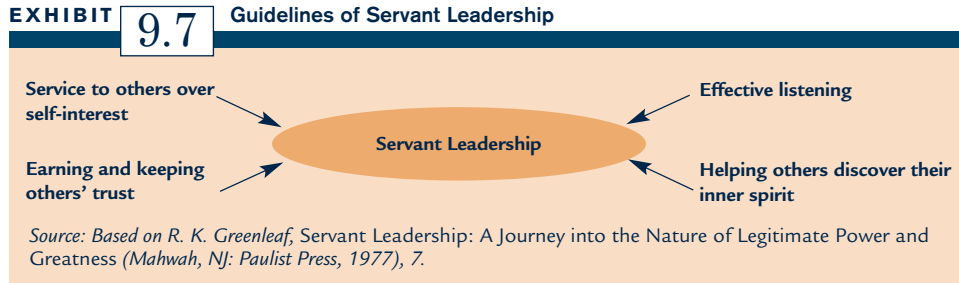 EXHIBIT 9.7 Guidelines of Servant Leadership
Service to others over
self-interest
Effective listening
Servant Leadership
Earning and keeping
others’ trust
Helping others discover their
inner spirit
Source: Based on R. K. Greenleaf, Servant Leadership: A Journey into the Nature of Legitimate Power and
Greatness (Mahwah, NJ: Paulist Press, 1977), 7.